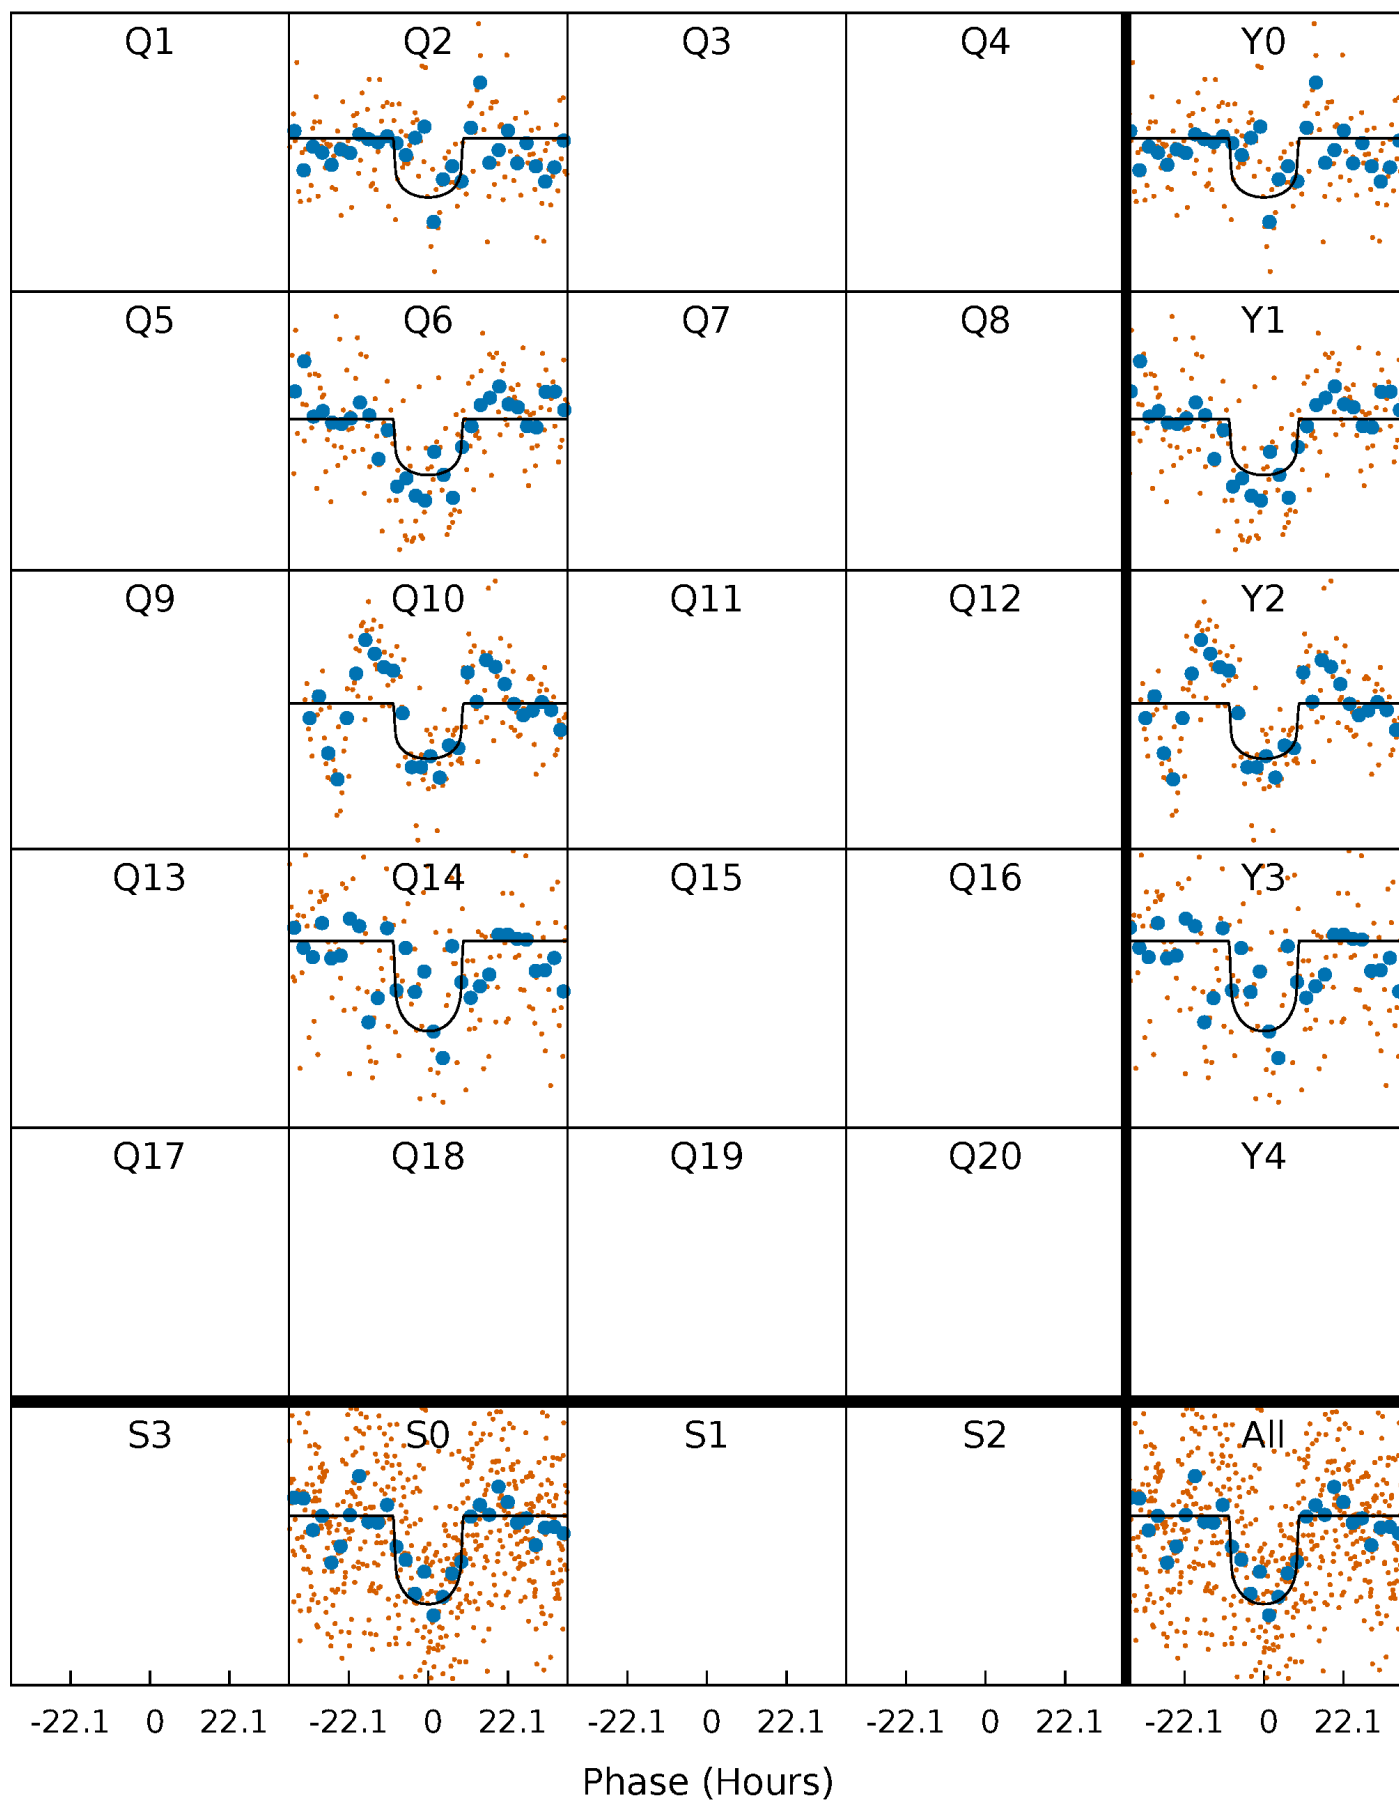 Q1 Q2 Q3 Q4 Y0
Q5 Q6 Q7 Q8 Y1
Q9 Q10 Q11 Q12 Y2
Q13 Q14 Q15 Q16 Y3
Q17 Q18 Q19 Q20 Y4
S3 S0 S1 S2 All
-22.1 0 22.1 -22.1 0 22.1 -22.1 0 22.1 -22.1 0 22.1 -22.1 0 22.1
Phase (Hours)